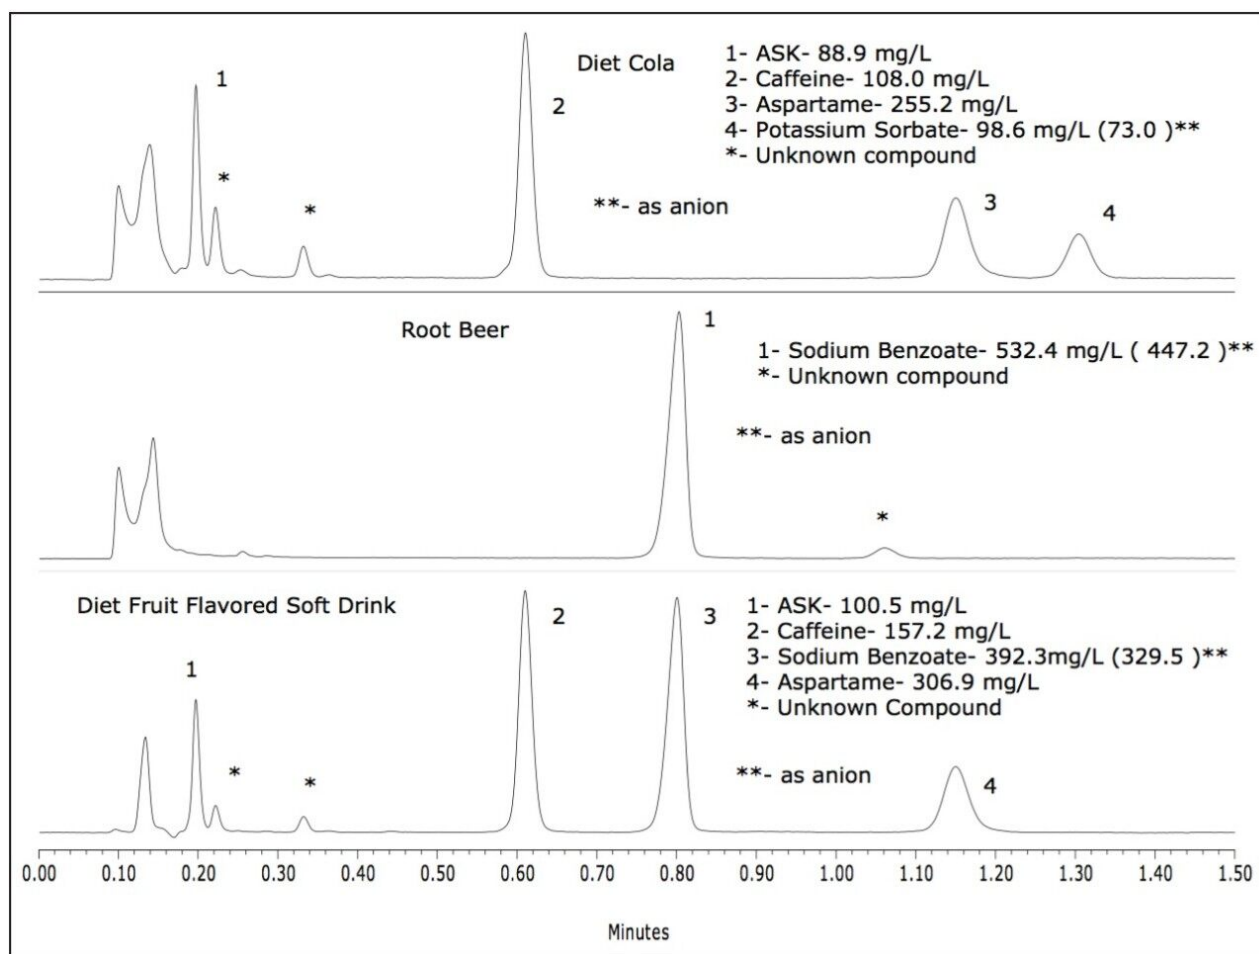 Diet Cola
1- ASK- 88.9 mg/L
2- Caffeine- 108.0 mg/L
3- Aspartame- 255.2 mg/L
4- Potassium Sorbate- 98.6 mg/L (73.0 )**
*- Unknown compound
**- as anion
1
*
*
2
3
4
Root Beer
1
1- Sodium Benzoate- 532.4 mg/L ( 447.2 )**
*- Unknown compound
**- as anion
*
Diet Fruit Flavored Soft Drink
1- ASK- 100.5 mg/L
2- Caffeine- 157.2 mg/L
3- Sodium Benzoate- 392.3mg/L (329.5 )**
4- Aspartame- 306.9 mg/L
*- Unknown Compound
**- as anion
1
*
*
2
3
4
0.00 0.10 0.20 0.30 0.40 0.50 0.60 0.70 0.80 0.90 1.00 1.10 1.20 1.30 1.40 1.50
Minutes